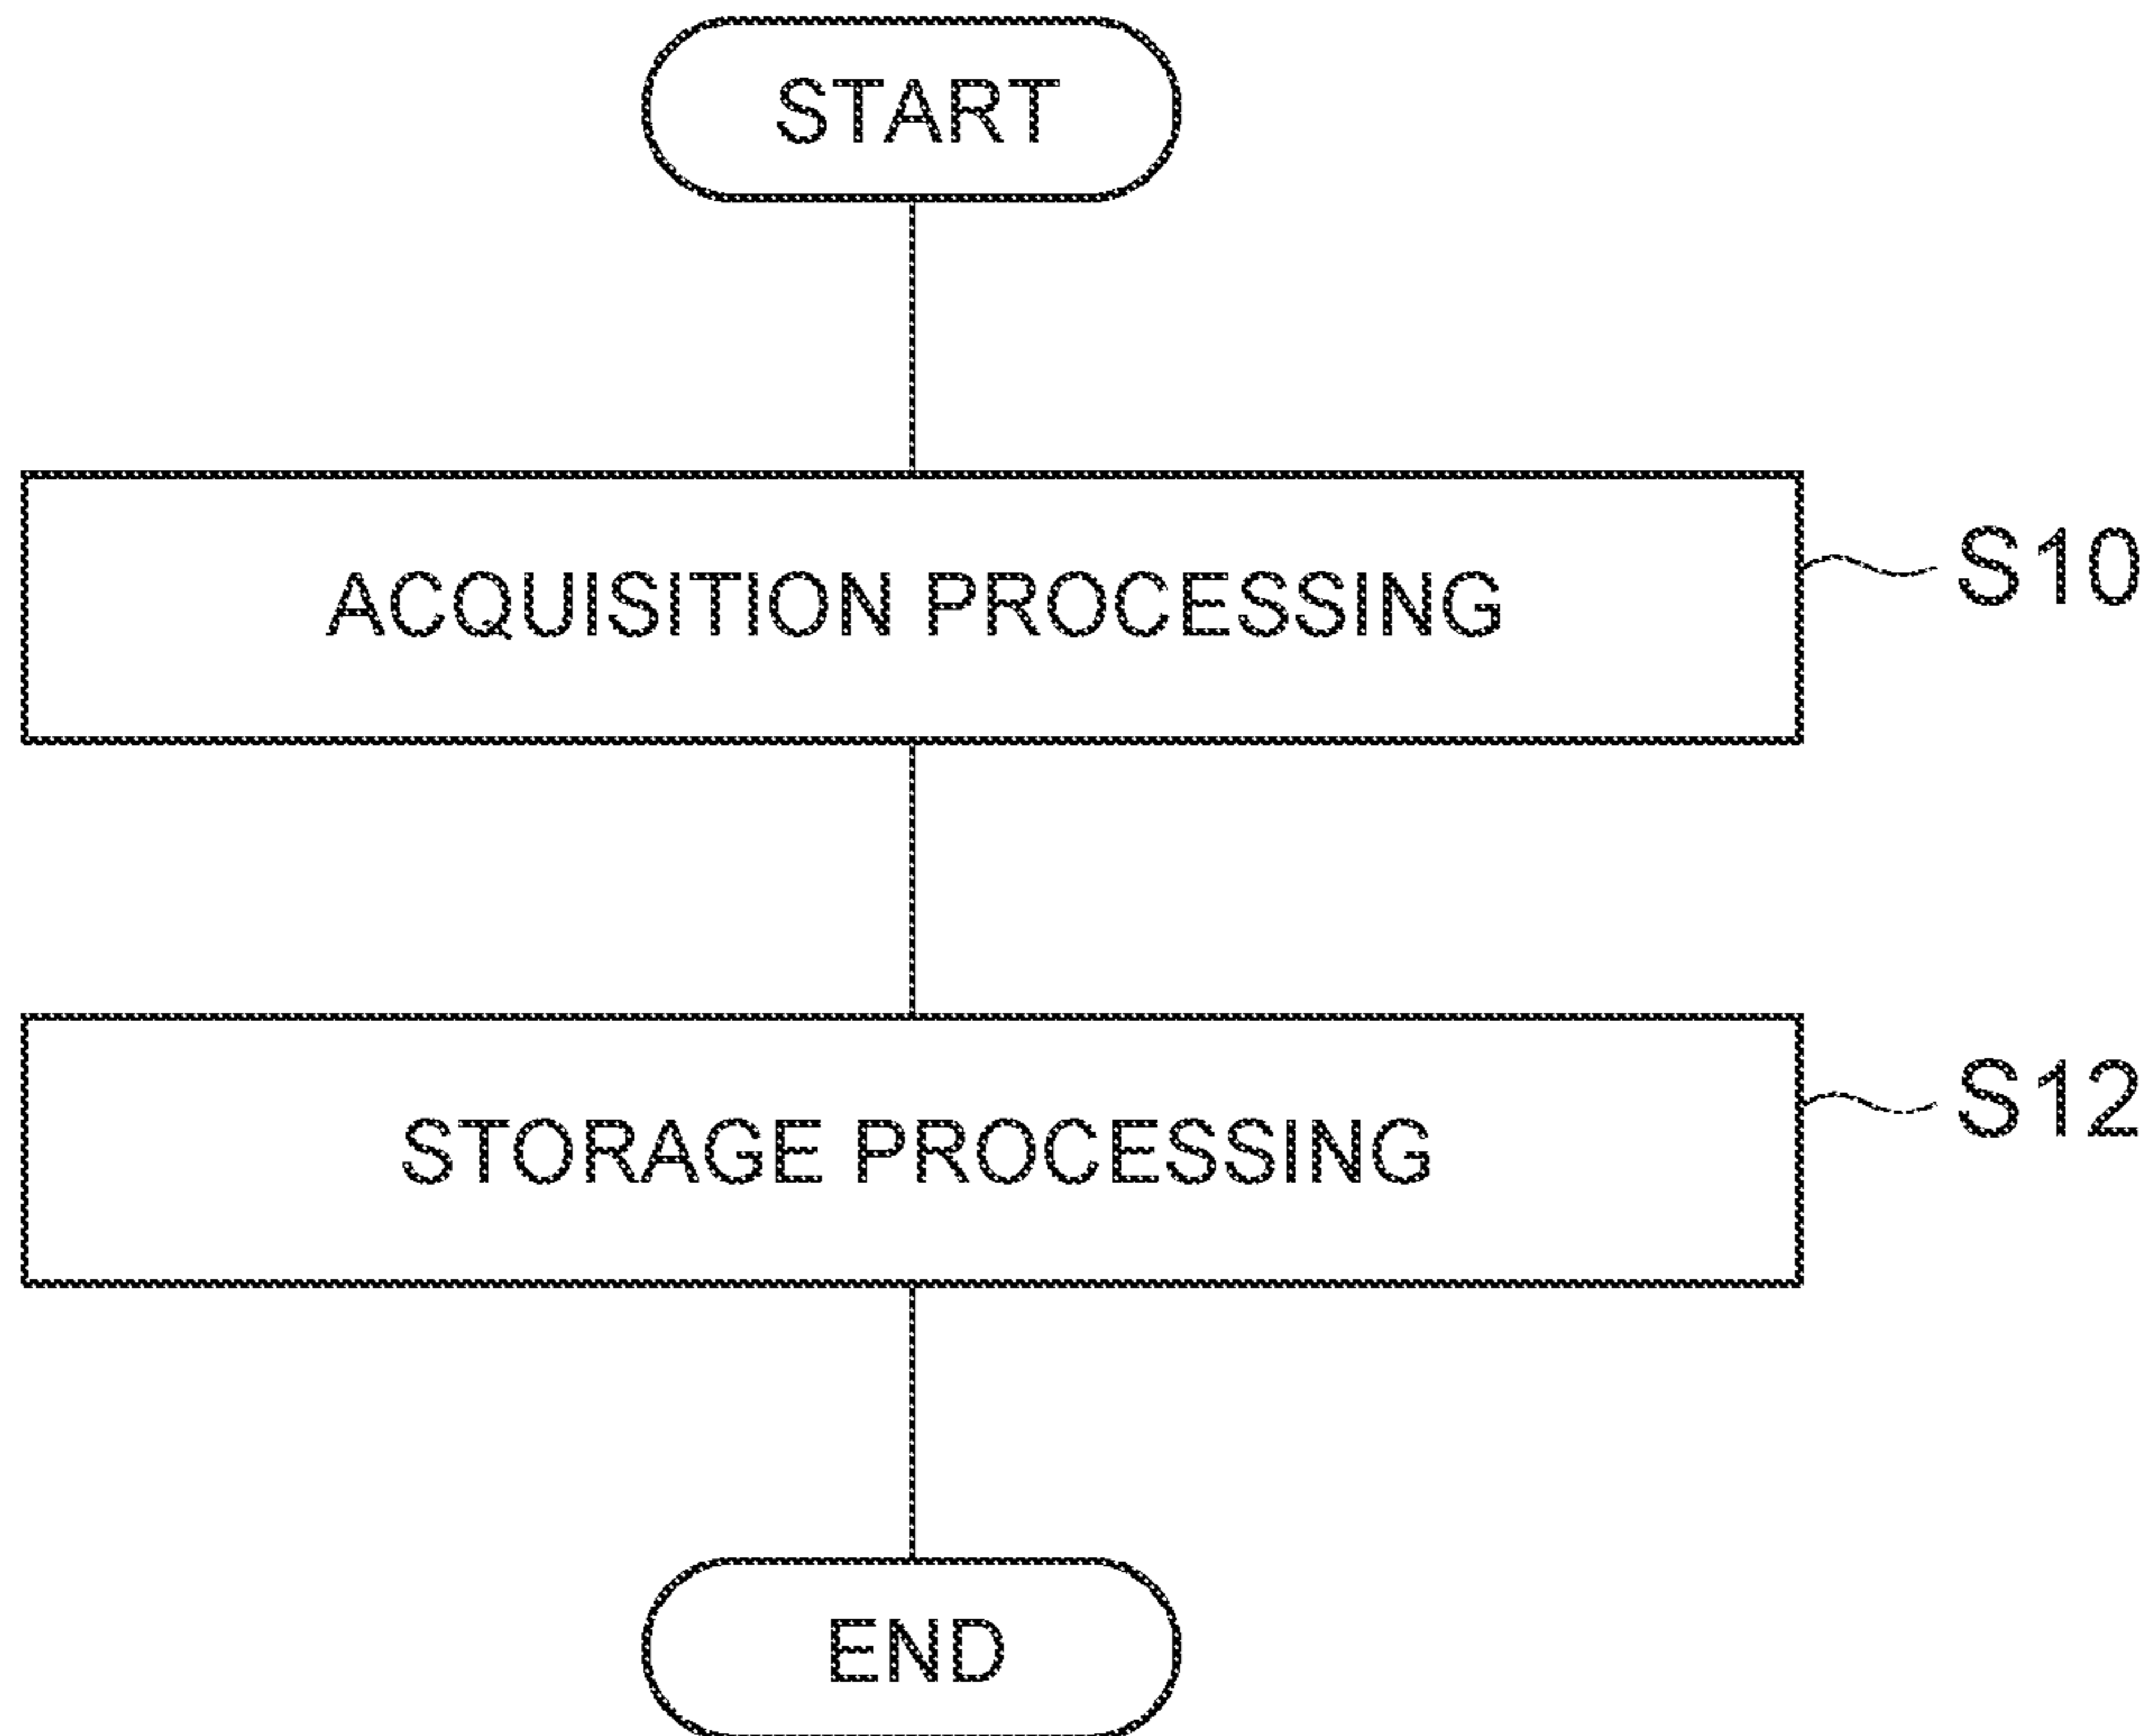 START
ACQUISITION PROCESSING
S10
STORAGE PROCESSING
S12
END